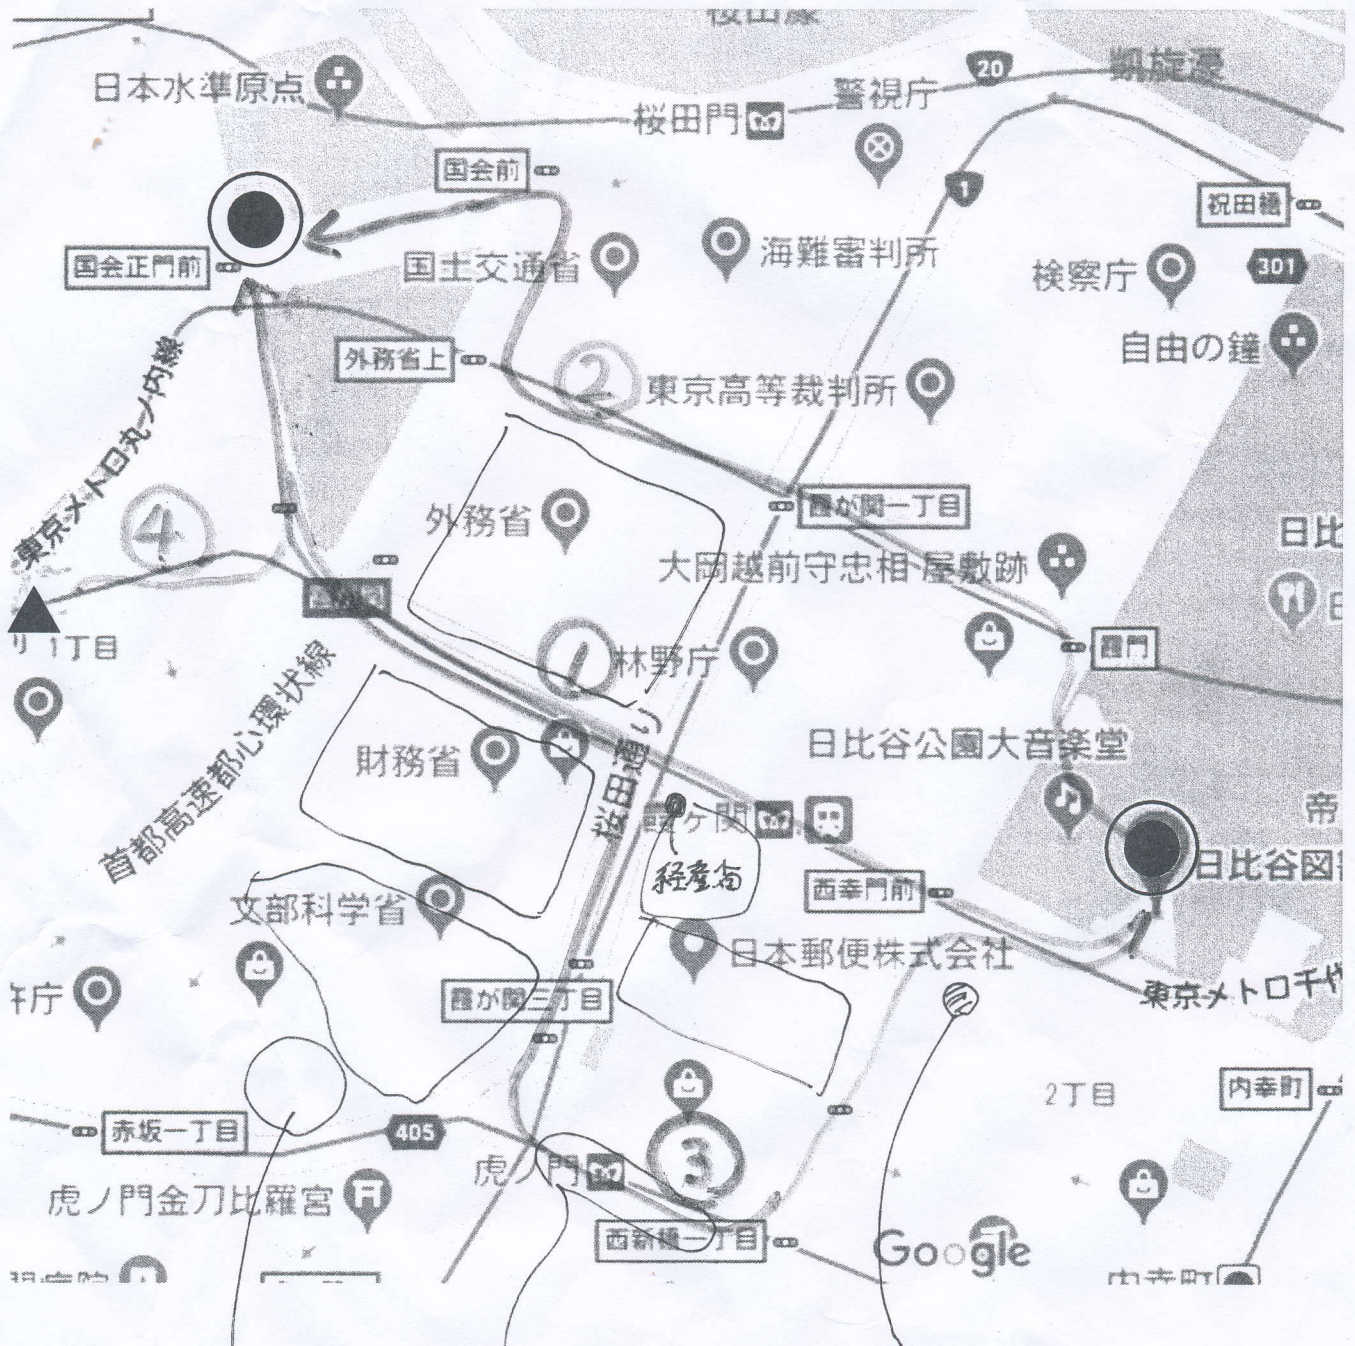 日本水準原点
桜田門
警視庁
20
凱旋濠
国会前
1
祝田橋
国会正門前
国土交通省
海難審判所
検察庁
301
外務省上
②
東京高等裁判所
自由の鐘
東京メトロ丸ノ内線
④
外務省
霞が関一丁目
日比
大岡越前守忠相 屋敷跡
1丁目
①
林野庁
霞門
首都高速都心環状線
財務省
桜田通り
日比谷公園大音楽堂
霞ヶ関
帝
経産省
西幸門前
日比谷図
文部科学省
日本郵便株式会社
庁
霞が関三丁目
東京メトロ千代
2丁目
内幸町
赤坂一丁目
405
③
虎ノ門
虎ノ門金刀比羅宮
西新橋一丁目
Google
内幸町